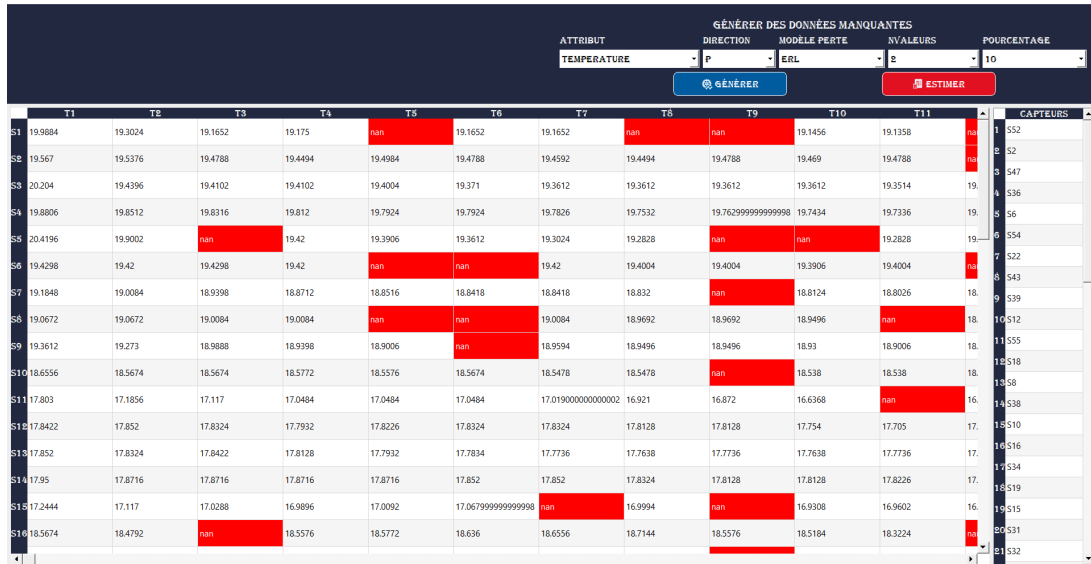 GÉNÉRER DES DONNÉES MANQUANTES
ATTRIBUT DIRECTION MODÈLE PERTE NVALEURS POURCENTAGE
TEMPERATURE P ERL 2 10
GÉNÉRER ESTIMER
T1 T2 T3 T4 T5 T6 T7 T8 T9 T10 T11 CAPTEURS
S1 19.9884 19.3024 19.1652 19.175 nan 19.1652 19.1652 nan nan 19.1456 19.1358 1 S52
S2 19.567 19.5376 19.4788 19.4494 19.4984 19.4788 19.4592 19.4494 19.4788 19.469 19.4788 2 S2
S3 20.204 19.4396 19.4102 19.4102 19.4004 19.371 19.3612 19.3612 19.3612 19.3612 19.3514 19. 3 S47
S4 19.8806 19.8512 19.8316 19.812 19.7924 19.7924 19.7826 19.7532 19.762999999999998 19.7434 19.7336 19. 4 S36
5 S6
S5 20.4196 19.9002 nan 19.42 19.3906 19.3612 19.3024 19.2828 nan nan 19.2828 19. 6 S54
S6 19.4298 19.42 19.4298 19.42 nan nan 19.42 19.4004 19.4004 19.3906 19.4004 7 S22
S7 19.1848 19.0084 18.9398 18.8712 18.8516 18.8418 18.8418 18.832 nan 18.8124 18.8026 18. 8 S43
9 S39
S8 19.0672 19.0672 19.0084 19.0084 nan nan 19.0084 18.9692 18.9692 18.9496 nan 18. 10 S12
S9 19.3612 19.273 18.9888 18.9398 18.9006 nan 18.9594 18.9496 18.9496 18.93 18.9006 18. 11 S55
S10 18.6556 18.5674 18.5674 18.5772 18.5576 18.5674 18.5478 18.5478 nan 18.538 18.538 18. 12 S18
13 S8
S11 17.803 17.1856 17.117 17.0484 17.0484 17.0484 17.019000000000002 16.921 16.872 16.6368 nan 16. 14 S38
S12 17.8422 17.852 17.8324 17.7932 17.8226 17.8324 17.8324 17.8128 17.8128 17.754 17.705 17. 15 S10
S13 17.852 17.8324 17.8422 17.8128 17.7932 17.7834 17.7736 17.7638 17.7736 17.7638 17.7736 17. 16 S16
17 S34
S14 17.95 17.8716 17.8716 17.8716 17.8716 17.852 17.852 17.8324 17.8128 17.8128 17.8226 17. 18 S19
S15 17.2444 17.117 17.0288 16.9896 17.0092 17.067999999999998 nan 16.9994 nan 16.9308 16.9602 16. 19 S15
S16 18.5674 18.4792 nan 18.5576 18.5772 18.636 18.6556 18.7144 18.5576 18.5184 18.3224 20 S31
21 S32